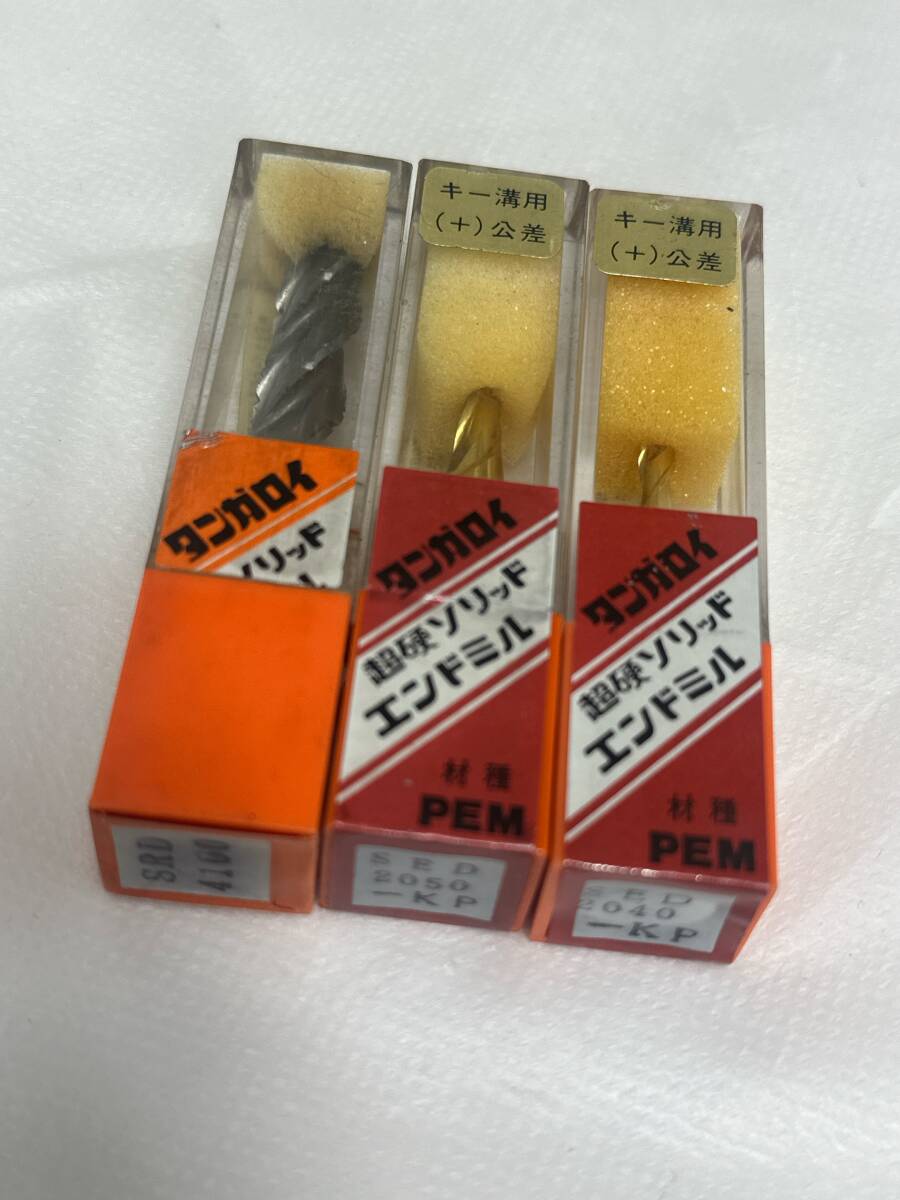 タンガロイ
ソリッド
SRD
4100
キー溝用
(+)公差
タンガロイ
超硬ソリッド
エンドミル
材種
PEM
SED
2050
-KP
キー溝用
(+)公差
タンガロイ
超硬ソリッド
エンドミル
材種
PEM
SED
2040
-KP